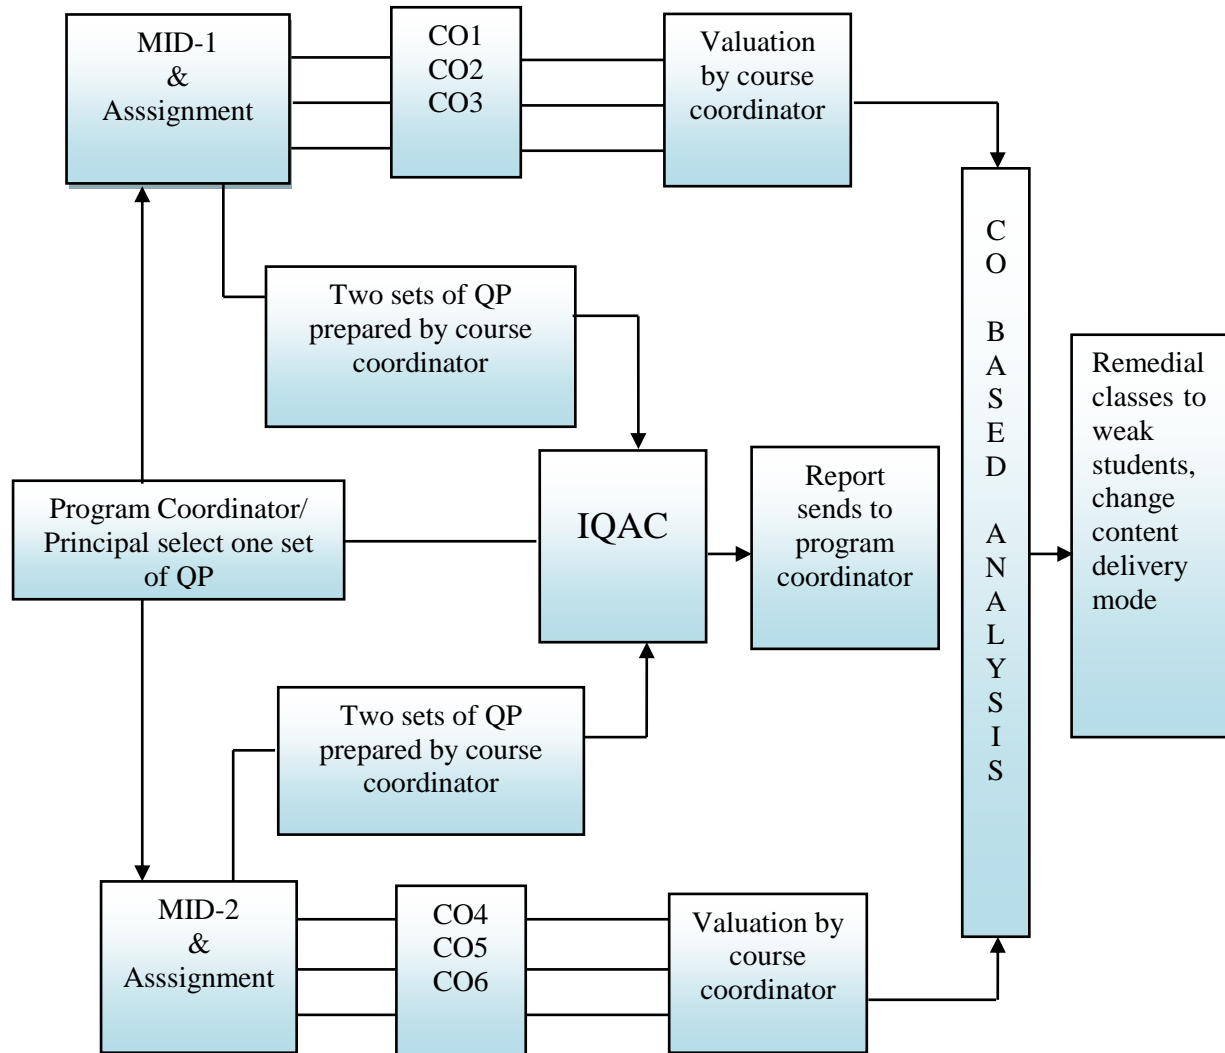 MID-1
&
Asssignment
CO1
CO2
CO3
Valuation
by course
coordinator
Two sets of QP
prepared by course
coordinator
Program Coordinator/
Principal select one set
of QP
IQAC
Report
sends to
program
coordinator
C
O
B
A
S
E
D
A
N
A
L
Y
S
I
S
Remedial
classes to
weak
students,
change
content
delivery
mode
Two sets of QP
prepared by course
coordinator
MID-2
&
Asssignment
CO4
CO5
CO6
Valuation by
course
coordinator